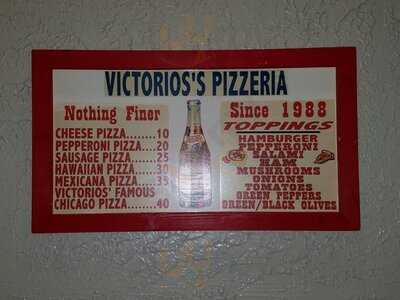 VICTORIOS'S PIZZERIA
Nothing Finer
CHEESE PIZZA.......10
PEPPERONI PIZZA...20
SAUSAGE PIZZA.....25
HAWAIIAN PIZZA.....30
MEXICANA PIZZA....35
VICTORIOS' FAMOUS
CHICAGO PIZZA......40
Since 1988
TOPPINGS
HAMBURGER
PEPPERONI
SALAMI
HAM
MUSHROOMS
ONIONS
TOMATOES
GREEN PEPPERS
GREEN/BLACK OLIVES